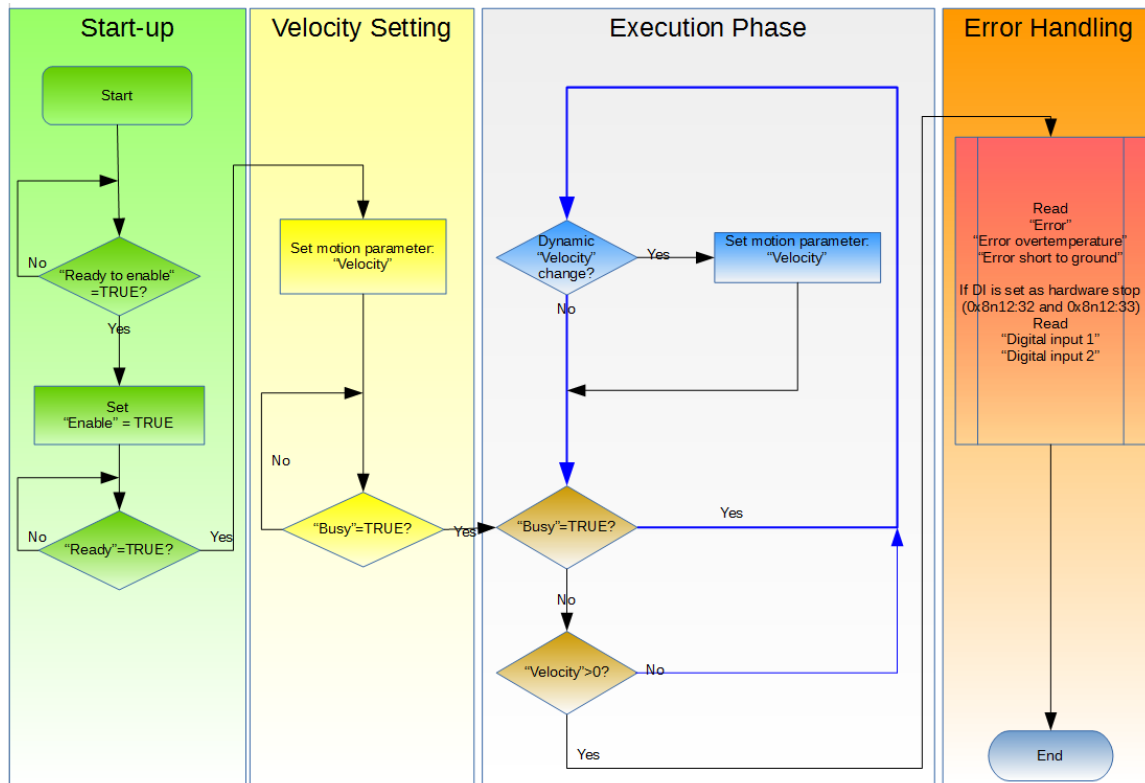 Start-up
Start
No
“Ready to enable“
=TRUE?
Yes
Set
“Enable” = TRUE
No
“Ready”=TRUE?
Yes
Velocity Setting
Set motion parameter:
“Velocity”
No
“Busy”=TRUE?
Yes
Execution Phase
Dynamic
“Velocity”
change?
Yes
Set motion parameter:
“Velocity”
No
“Busy”=TRUE?
Yes
No
“Velocity”>0?
No
Yes
Error Handling
Read
“Error”
“Error overtemperature”
“Error short to ground”
If DI is set as hardware stop
(0x8n12:32 and 0x8n12:33)
Read
“Digital input 1”
“Digital input 2”
End